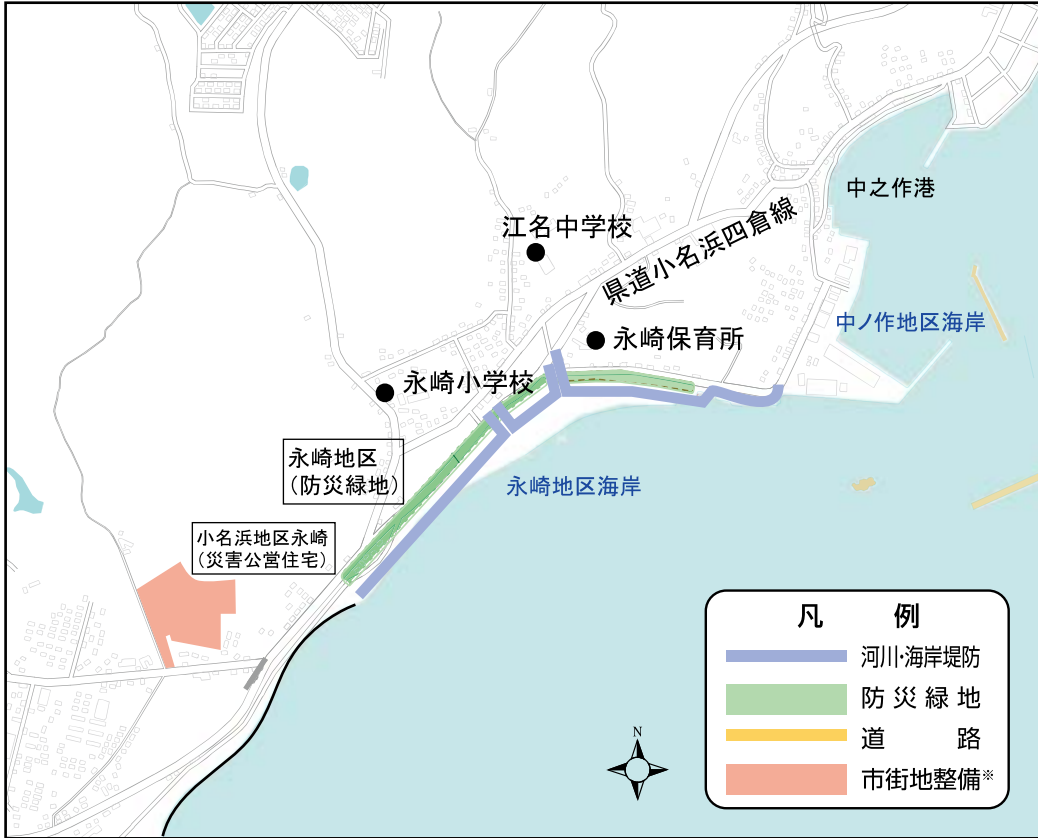 中之作港
江名中学校
県道小名浜四倉線
中ノ作地区海岸
永崎保育所
永崎小学校
永崎地区
(防災緑地)
永崎地区海岸
小名浜地区永崎
(災害公営住宅)
凡 例
河川・海岸堤防
防災緑地
道 路
市街地整備※
N